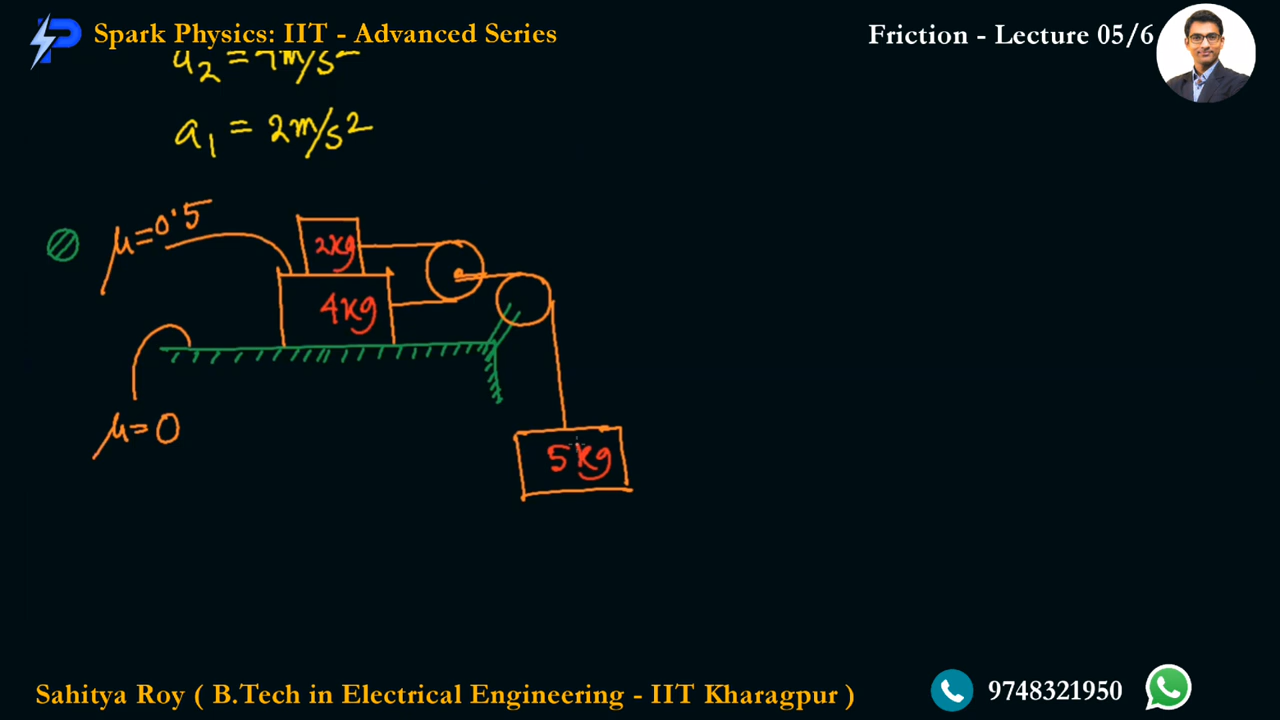 Spark Physics: IIT - Advanced Series
Friction - Lecture 05/6
a₁ = 2m/s²
μ=0.5
2kg
4kg
μ=0
5kg
Sahitya Roy ( B.Tech in Electrical Engineering - IIT Kharagpur )
9748321950